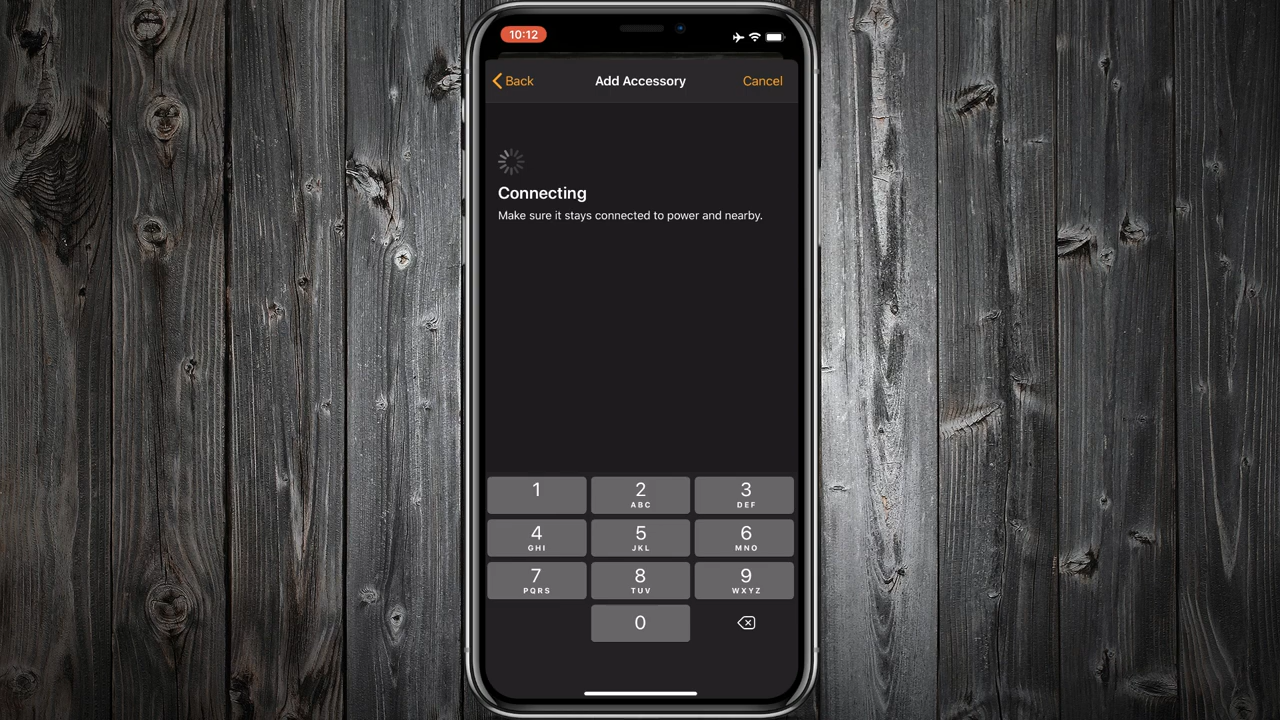 10:12
Back Add Accessory Cancel
Connecting
Make sure it stays connected to power and nearby.
1 2 3
ABC DEF
4 5 6
GHI JKL MNO
7 8 9
PQRS TUV WXYZ
0